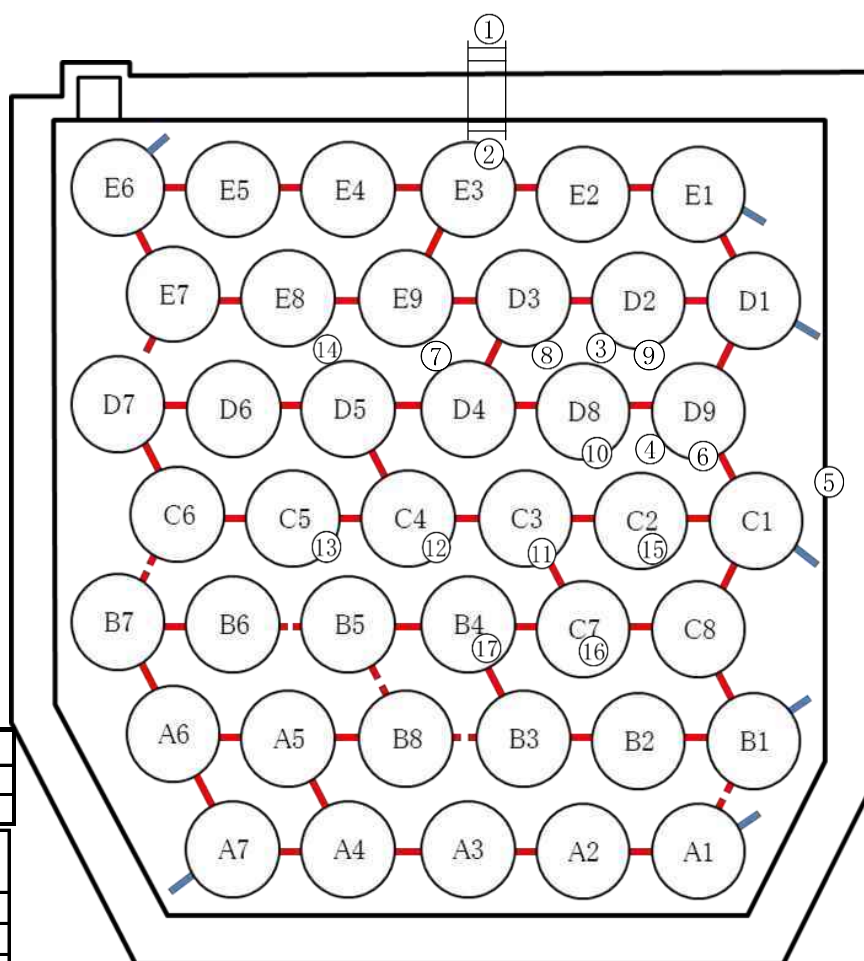 ①
②
E6 E5 E4 E3 E2 E1
E7 E8 E9 D3 D2 D1
⑭ ⑦ ⑧ ③ ⑨
D7 D6 D5 D4 D8 D9
⑩ ④ ⑥
⑤
C6 C5 C4 C3 C2 C1
⑬ ⑫ ⑪ ⑮
B7 B6 B5 B4 C7 C8
⑰ ⑯
A6 A5 B8 B3 B2 B1
A7 A4 A3 A2 A1